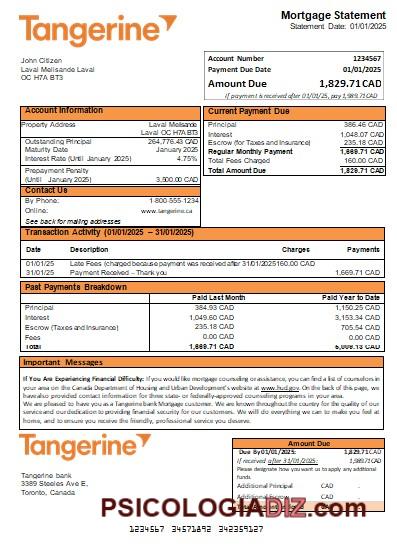 Tangerine
Mortgage Statement
Statement Date: 01/01/2025
John Citizen
Laval Melisande Laval
OC H7A BT3
Account Number 1234567
Payment Due Date 01/01/2025
Amount Due 1,829.71CAD
If payment is received after 01/01/25, pay 1,989.71CAD
Account Information
Property Address Laval Melisande
Laval OC H7A BT3
Outstanding Principal 264,776.43 CAD
Maturity Date January 2025
Interest Rate (Until January 2025) 4.75%
Prepayment Penalty
(Until January 2025) 3,500.00 CAD
Contact Us
By Phone: 1-800-555-1234
Online: www.tangerine.ca
See back for mailing addresses
Current Payment Due
Principal 386.46 CAD
Interest 1,048.07 CAD
Escrow (for Taxes and Insurance) 235.18 CAD
Regular Monthly Payment 1,669.71 CAD
Total Fees Charged 160.00 CAD
Total Amount Due 1,829.71 CAD
Transaction Activity (01/01/2025 – 31/01/2025)
Date Description Charges Payments
01/01/25 Late Fees (charged because payment was received after 31/01/2025160.00 CAD
31/01/25 Payment Received – Thank you 1,669.71 CAD
Past Payments Breakdown
Paid Last Month Paid Year to Date
Principal 384.93 CAD 1,150.25 CAD
Interest 1,049.60 CAD 3,153.34 CAD
Escrow (Taxes and Insurance) 235.18 CAD 705.54 CAD
Fees 0.00 CAD 0.00 CAD
Total 1,669.71 CAD 5,009.13 CAD
Important Messages
If You Are Experiencing Financial Difficulty: If you would like mortgage counseling or assistance, you can find a list of counselors in
your area on the Canada Department of Housing and Urban Development's website at www.hud.gov. On the back of this page, we
have also provided contact information for three state- or federally-approved counseling programs in your area.
We are pleased to have you as a Tangerine bank Mortgage customer. We are known throughout the country for the quality of our
service and our dedication to providing financial security for our customers. We will do everything we can to make you feel at
home, and to ensure you receive the friendly, professional service you deserve.
Tangerine
Tangerine bank
3389 Steeles Ave E,
Toronto, Canada
Amount Due
Due By 01/01/2025: 1,829.71CAD
If received after 31/01/2025: 1,989.71CAD
Please designate how you want us to apply any additional
funds.
Additional Principal CAD .
Additional Escrow CAD .
CAD
PSICOLOGIADIZ.com
1234567 34571892 342359127